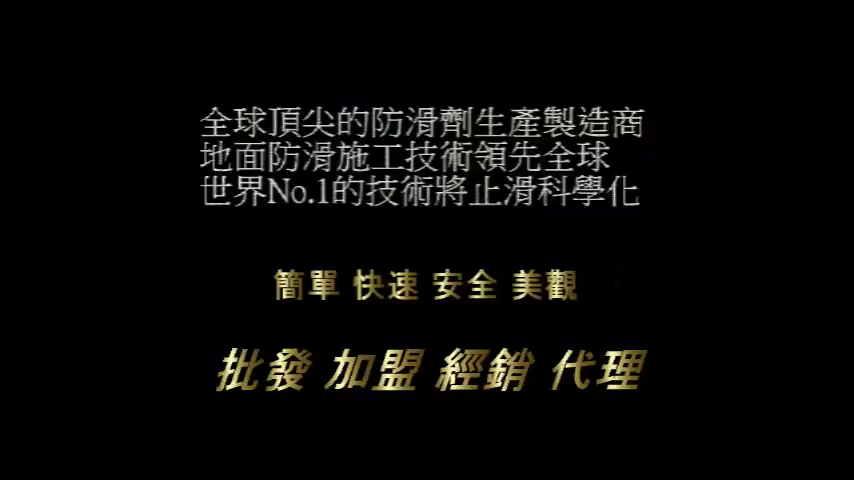 全球頂尖的防滑劑生產製造商
地面防滑施工技術領先全球
世界No.1的技術將止滑科學化
簡單 快速 安全 美觀
批發 加盟 經銷 代理